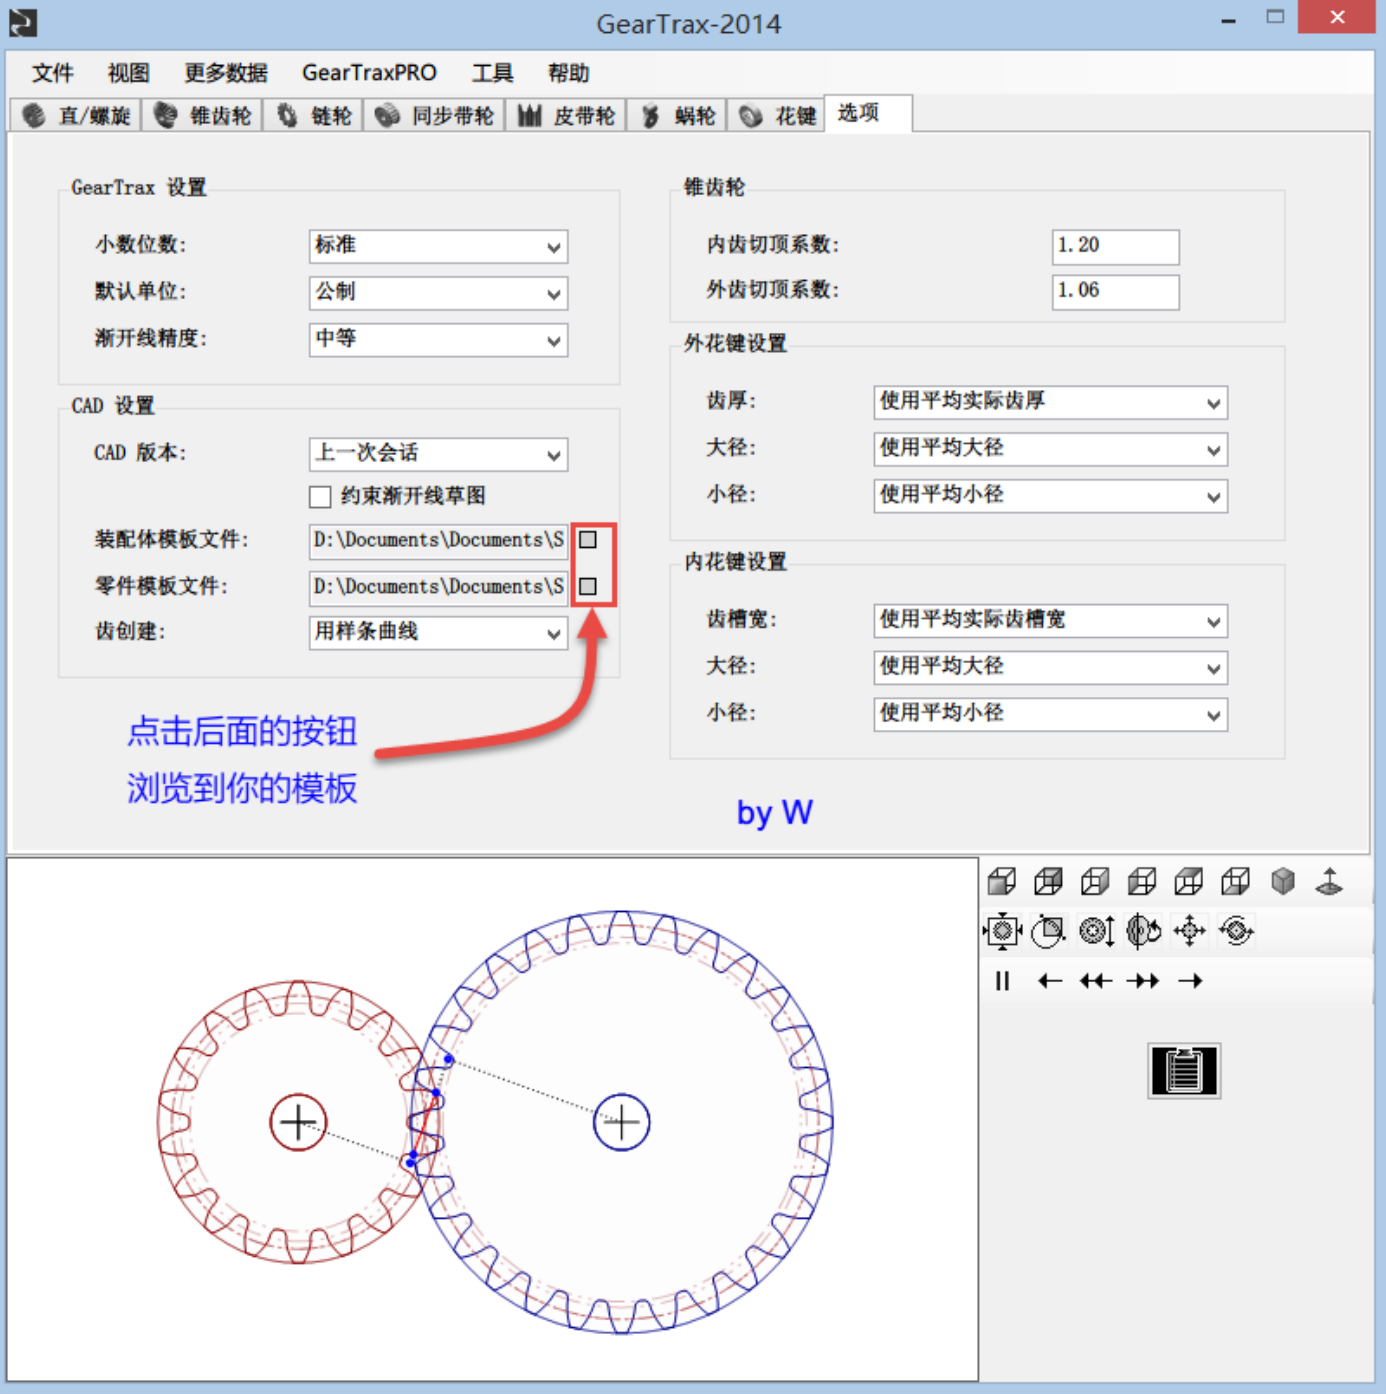 GearTrax-2014
文件 视图 更多数据 GearTraxPRO 工具 帮助
直/螺旋 锥齿轮 链轮 同步带轮 皮带轮 蜗轮 花键 选项
GearTrax 设置
小数位数: 标准
默认单位: 公制
渐开线精度: 中等
CAD 设置
CAD 版本: 上一次会话
约束渐开线草图
装配体模板文件: D:\Documents\Documents\S
零件模板文件: D:\Documents\Documents\S
齿创建: 用样条曲线
点击后面的按钮
浏览到你的模板
锥齿轮
内齿切顶系数: 1.20
外齿切顶系数: 1.06
外花键设置
齿厚: 使用平均实际齿厚
大径: 使用平均大径
小径: 使用平均小径
内花键设置
齿槽宽: 使用平均实际齿槽宽
大径: 使用平均大径
小径: 使用平均小径
by W